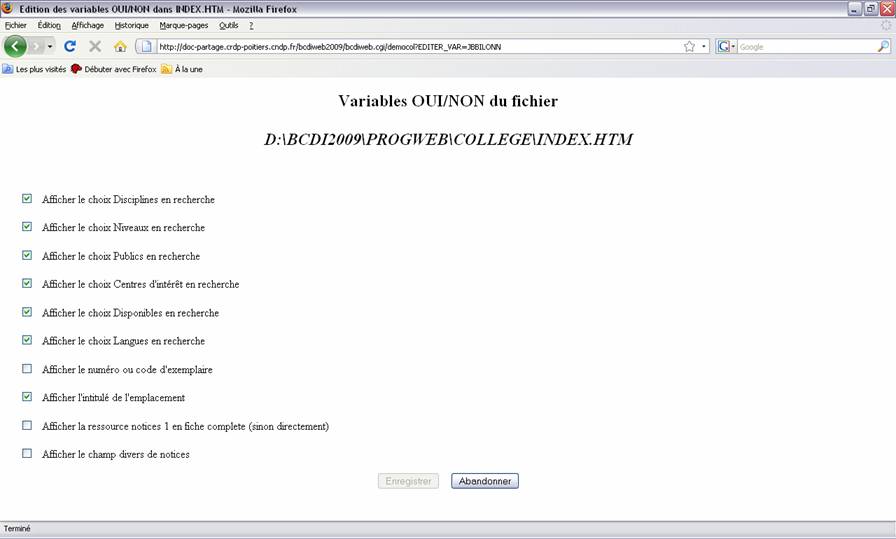 Edition des variables OUI/NON dans INDEX.HTM - Mozilla Firefox
Fichier Édition Affichage Historique Marque-pages Outils ?
http://doc-partage.crdp-poitiers.cndp.fr/bcdiweb2009/bcdiweb.cgi/democol?EDITER_VAR=JBBILONN
G Google
Les plus visités Débuter avec Firefox À la une
Variables OUI/NON du fichier
D:\BCDI2009\PROGWEB\COLLEGE\INDEX.HTM
Afficher le choix Disciplines en recherche
Afficher le choix Niveaux en recherche
Afficher le choix Publics en recherche
Afficher le choix Centres d'intérêt en recherche
Afficher le choix Disponibles en recherche
Afficher le choix Langues en recherche
Afficher le numéro ou code d'exemplaire
Afficher l'intitulé de l'emplacement
Afficher la ressource notices 1 en fiche complete (sinon directement)
Afficher le champ divers de notices
Enregistrer Abandonner
Terminé